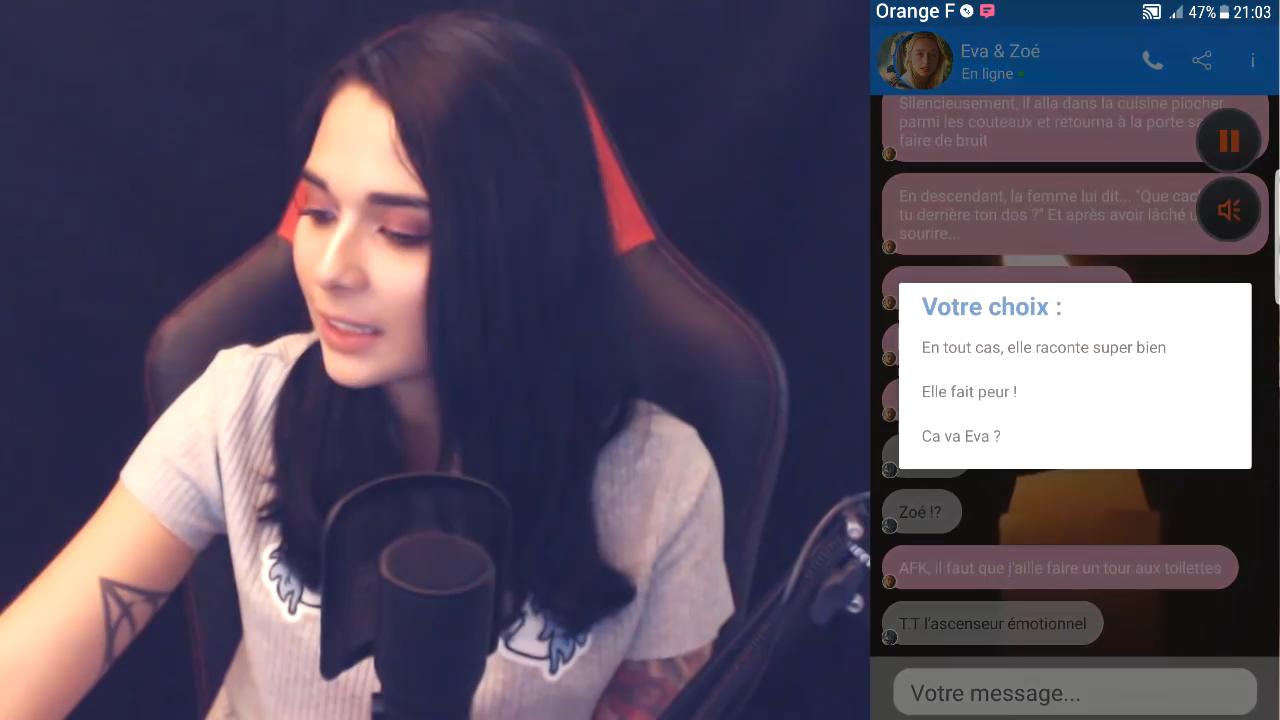 Orange F
47% 21:03
Eva & Zoé
En ligne
i
Silencieusement, il alla dans la cuisine piocher
parmi les couteaux et retourna à la porte
faire de bruit
En descendant, la femme lui dit... "Que
tu derrière ton dos ?" Et après avoir lâché
sourire...
Votre choix :
En tout cas, elle raconte super bien
Elle fait peur !
Ca va Eva ?
Zoé !?
AFK, il faut que j'aille faire un tour aux toilettes
T.T l'ascenseur émotionnel
Votre message...